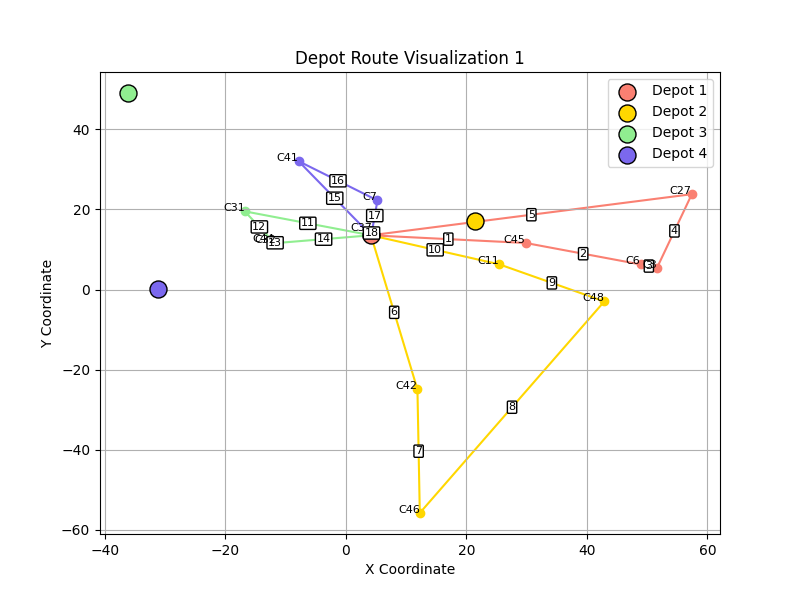 Depot Route Visualization 1
Depot 1
Depot 2
Depot 3
Depot 4
Y Coordinate
40
20
0
−20
−40
−60
C41
16
15
C7
17
C31
11
12
13
14
18
1
10
C27
5
4
C45
2
C6
3
C11
9
C48
6
8
C42
7
C46
−40
−20
0
20
40
60
X Coordinate